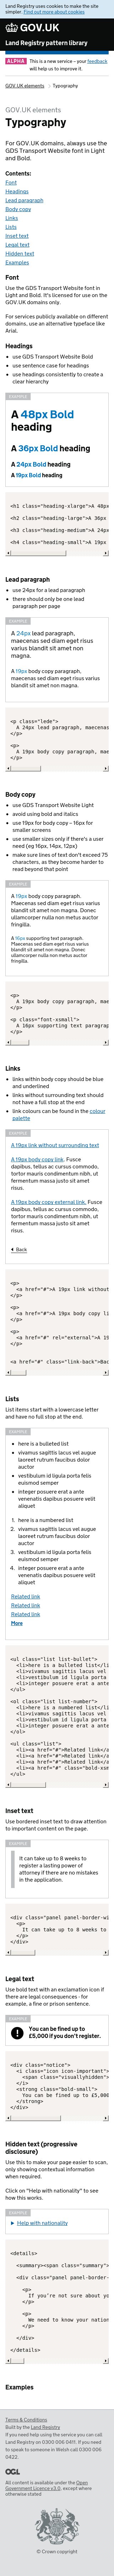 Land Registry uses cookies to make the site
simpler. Find out more about cookies
GOV.UK
Land Registry pattern library
ALPHA This is a new service – your feedback
will help us to improve it.
GOV.UK elements › Typography
GOV.UK elements
Typography
For GOV.UK domains, always use the
GDS Transport Website font in Light
and Bold.
Contents:
Font
Headings
Lead paragraph
Body copy
Links
Lists
Inset text
Legal text
Hidden text
Examples
Font
Use the GDS Transport Website font in
Light and Bold. It's licensed for use on the
GOV.UK domain only.
For services publicly available on different
domains, use an alternative typeface like
Arial.
Headings
use GDS Transport Website Bold
use sentence case for headings
use headings consistently to create a
clear hierarchy
EXAMPLE
A 48px Bold
heading
A 36px Bold heading
A 24px Bold heading
A 19px Bold heading
<h1 class="heading-xlarge">A 48px
<h2 class="heading-large">A 36px
<h3 class="heading-medium">A 24px
<h4 class="heading-small">A 19px
Lead paragraph
use 24px for a lead paragraph
there should only be one lead
paragraph per page
EXAMPLE
A 24px lead paragraph,
maecenas sed diam eget risus
varius blandit sit amet non
magna.
A 19px body copy paragraph,
maecenas sed diam eget risus varius
blandit sit amet non magna.
<p class="lede">
A 24px lead paragraph, maecenas
</p>
<p>
A 19px body copy paragraph, mae
</p>
Body copy
use GDS Transport Website Light
avoid using bold and italics
use 19px for body copy – 16px for
smaller screens
use smaller sizes only if there's a user
need (eg 16px, 14px, 12px)
make sure lines of text don't exceed 75
characters, as they become harder to
read beyond that point
EXAMPLE
A 19px body copy paragraph.
Maecenas sed diam eget risus varius
blandit sit amet non magna. Donec
ullamcorper nulla non metus auctor
fringilla.
A 16px supporting text paragraph.
Maecenas sed diam eget risus varius
blandit sit amet non magna. Donec
ullamcorper nulla non metus auctor
fringilla.
<p>
A 19px body copy paragraph, mae
</p>
<p class="font-xsmall">
A 16px supporting text paragrap
</p>
Links
links within body copy should be blue
and underlined
links without surrounding text should
not have a full stop at the end
link colours can be found in the colour
palette
EXAMPLE
A 19px link without surrounding text
A 19px body copy link. Fusce
dapibus, tellus ac cursus commodo,
tortor mauris condimentum nibh, ut
fermentum massa justo sit amet
risus.
A 19px body copy external link. Fusce
dapibus, tellus ac cursus commodo,
tortor mauris condimentum nibh, ut
fermentum massa justo sit amet
risus.
Back
<p>
<a href="#">A 19px link without
</p>
<p>
<a href="#">A 19px body copy li
</p>
<p>
<a href="#" rel="external">A 19
</p>
<a href="#" class="link-back">Bac
Lists
List items start with a lowercase letter
and have no full stop at the end.
EXAMPLE
here is a bulleted list
vivamus sagittis lacus vel augue
laoreet rutrum faucibus dolor
auctor
vestibulum id ligula porta felis
euismod semper
integer posuere erat a ante
venenatis dapibus posuere velit
aliquet
1. here is a numbered list
2. vivamus sagittis lacus vel augue
laoreet rutrum faucibus dolor
auctor
3. vestibulum id ligula porta felis
euismod semper
4. integer posuere erat a ante
venenatis dapibus posuere velit
aliquet
Related link
Related link
Related link
More
<ul class="list list-bullet">
<li>here is a bulleted list</li
<li>vivamus sagittis lacus vel
<li>vestibulum id ligula porta
<li>integer posuere erat a ante
</ul>
<ol class="list list-number">
<li>here is a numbered list</li
<li>vivamus sagittis lacus vel
<li>vestibulum id ligula porta
<li>integer posuere erat a ante
</ol>
<ul class="list">
<li><a href="#">Related link</a
<li><a href="#">Related link</a
<li><a href="#">Related link</a
<li><a href="#" class="bold-xse
</ul>
Inset text
Use bordered inset text to draw attention
to important content on the page.
EXAMPLE
It can take up to 8 weeks to
register a lasting power of
attorney if there are no mistakes
in the application.
<div class="panel panel-border-wi
<p>
It can take up to 8 weeks to
</p>
</div>
Legal text
Use bold text with an exclamation icon if
there are legal consequences - for
example, a fine or prison sentence.
EXAMPLE
You can be fined up to
£5,000 if you don't register.
<div class="notice">
<i class="icon icon-important">
<span class="visuallyhidden">
</i>
<strong class="bold-small">
You can be fined up to £5,000
</strong>
</div>
Hidden text (progressive
disclosure)
Use this to make your page easier to scan,
only showing contextual information
when required.
Click on "Help with nationality" to see
how this works.
EXAMPLE
Help with nationality
<details>
<summary><span class="summary">
<div class="panel panel-border-
<p>
If you're not sure about yo
</p>
<p>
We need to know your nation
</p>
</div>
</details>
Examples
Terms & Conditions
Built by the Land Registry
If you need help using the service you can call
Land Registry on 0300 006 0411. If you need
to speak to someone in Welsh call 0300 006
0422.
OGL
All content is available under the Open
Government Licence v3.0, except where
otherwise stated
© Crown copyright